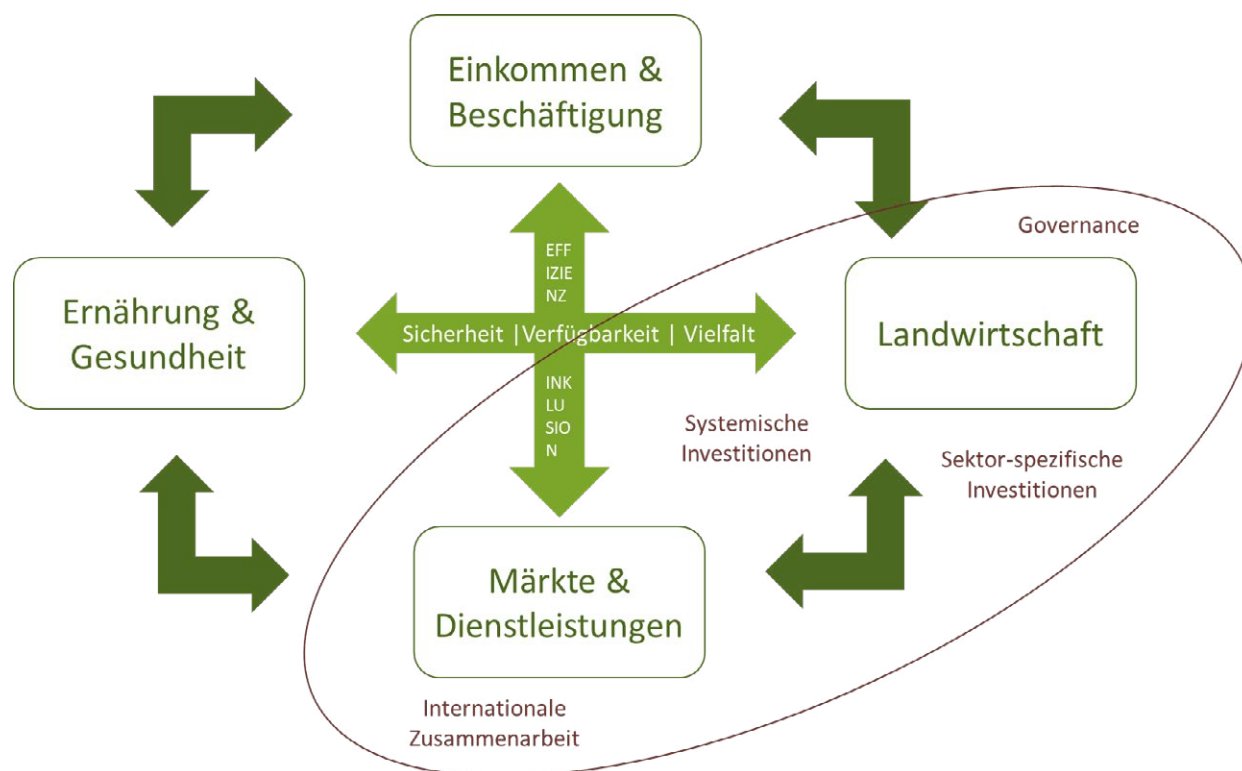 Einkommen &
Beschäftigung
Governance
EFF
IZIE
NZ
Ernährung &
Gesundheit
Sicherheit |Verfügbarkeit | Vielfalt
Landwirtschaft
INK
LU
SIO
N
Systemische
Investitionen
Sektor-spezifische
Investitionen
Märkte &
Dienstleistungen
Internationale
Zusammenarbeit